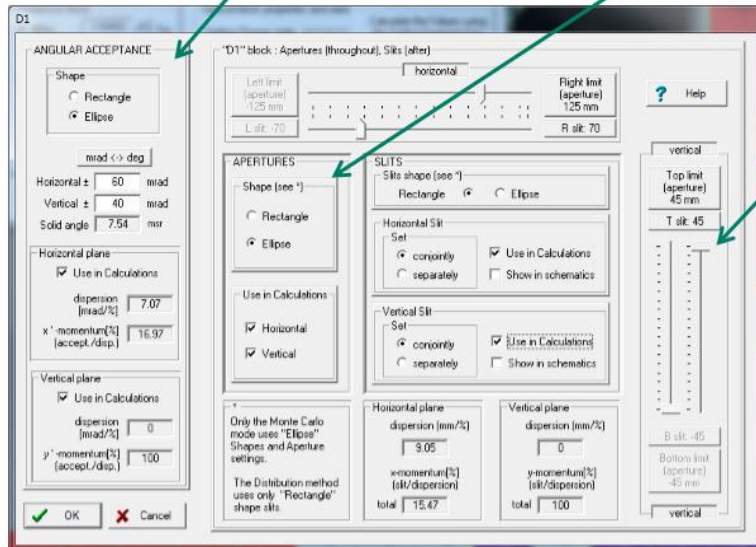 D1
ANGULAR ACCEPTANCE
Shape
Rectangle
Ellipse
mrad <-> deg
Horizontal ± 60 mrad
Vertical ± 40 mrad
Solid angle 7.54 msr
Horizontal plane
Use in Calculations
dispersion
[mrad/%] 7.07
x '-momentum[%]
(accept./disp.) 16.97
Vertical plane
Use in Calculations
dispersion
[mrad/%] 0
y '-momentum[%]
(accept./disp.) 100
OK Cancel
"D1" block : Apertures (throughout), Slits (after)
horizontal
Left limit
(aperture)
-125 mm
L slit: -70
Right limit
(aperture)
125 mm
R slit: 70
? Help
APERTURES
Shape (see *)
Rectangle
Ellipse
Use in Calculations
Horizontal
Vertical
SLITS
Slits shape (see *)
Rectangle Ellipse
Horizontal Slit
Set
conjointly
separately
Use in Calculations
Show in schematics
Vertical Slit
Set
conjointly
separately
Use in Calculations
Show in schematics
*
Only the Monte Carlo
mode uses "Ellipse"
Shapes and Aperture
settings.
The Distribution method
uses only "Rectangle"
shape slits.
Horizontal plane
dispersion (mm/%)
9.05
x-momentum[%]
(slit/dispersion)
total 15.47
Vertical plane
dispersion (mm/%)
0
y-momentum[%]
(slit/dispersion)
total 100
vertical
Top limit
(aperture)
45 mm
T slit: 45
B slit: -45
Bottom limit
(aperture)
-45 mm
vertical